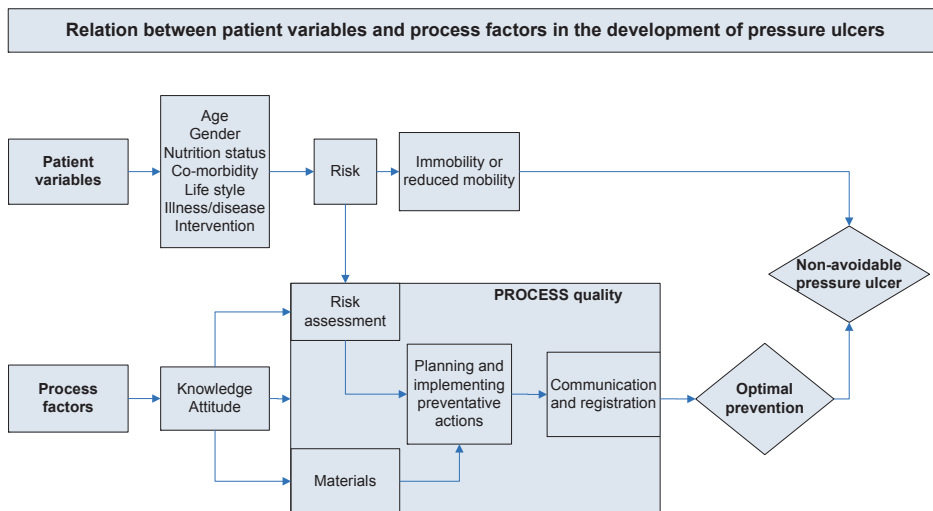 Relation between patient variables and process factors in the development of pressure ulcers
Patient
variables
Age
Gender
Nutrition status
Co-morbidity
Life style
Illness/disease
Intervention
Risk
Immobility or
reduced mobility
Non-avoidable
pressure ulcer
PROCESS quality
Risk
assessment
Process
factors
Knowledge
Attitude
Planning and
implementing
preventative
actions
Communication
and registration
Optimal
prevention
Materials